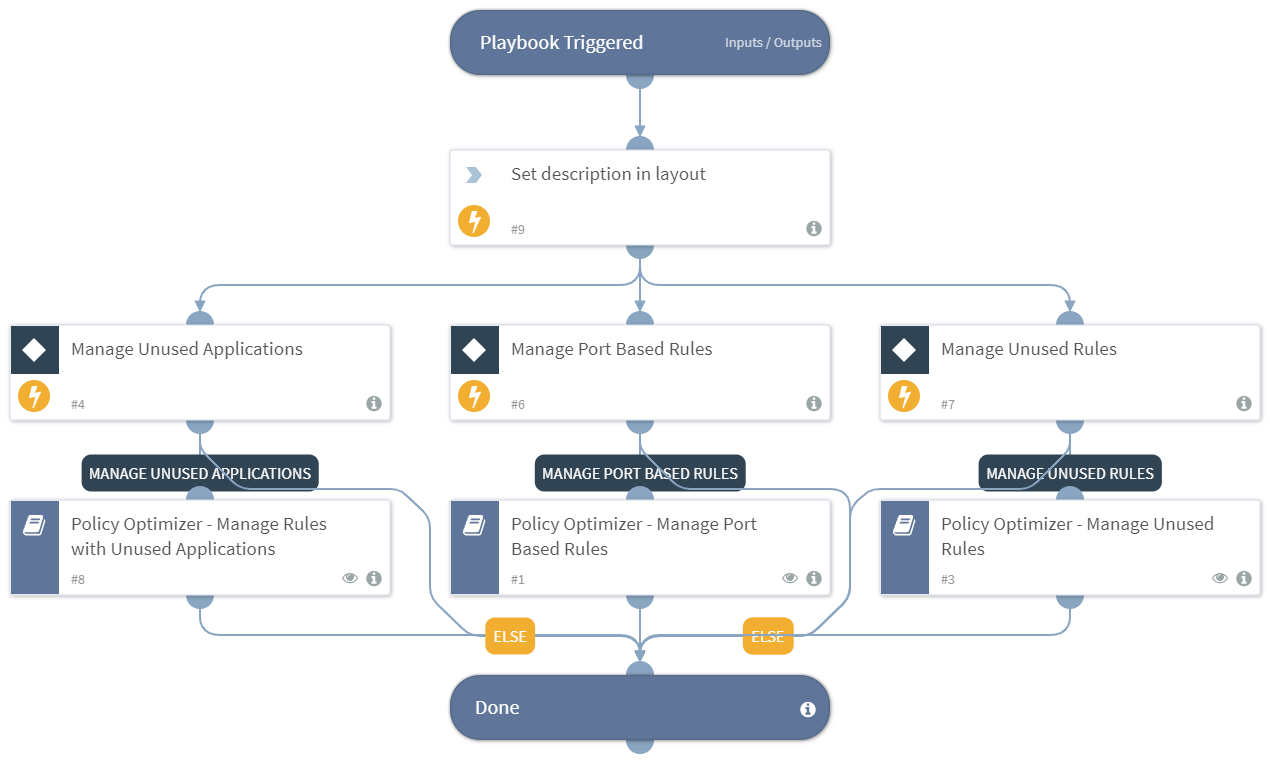 Playbook Triggered
Inputs / Outputs
Set description in layout
#9
Manage Unused Applications
#4
Manage Port Based Rules
#6
Manage Unused Rules
#7
MANAGE UNUSED APPLICATIONS
MANAGE PORT BASED RULES
MANAGE UNUSED RULES
Policy Optimizer - Manage Rules
with Unused Applications
#8
Policy Optimizer - Manage Port
Based Rules
#1
Policy Optimizer - Manage Unused
Rules
#3
ELSE
ELSE
Done